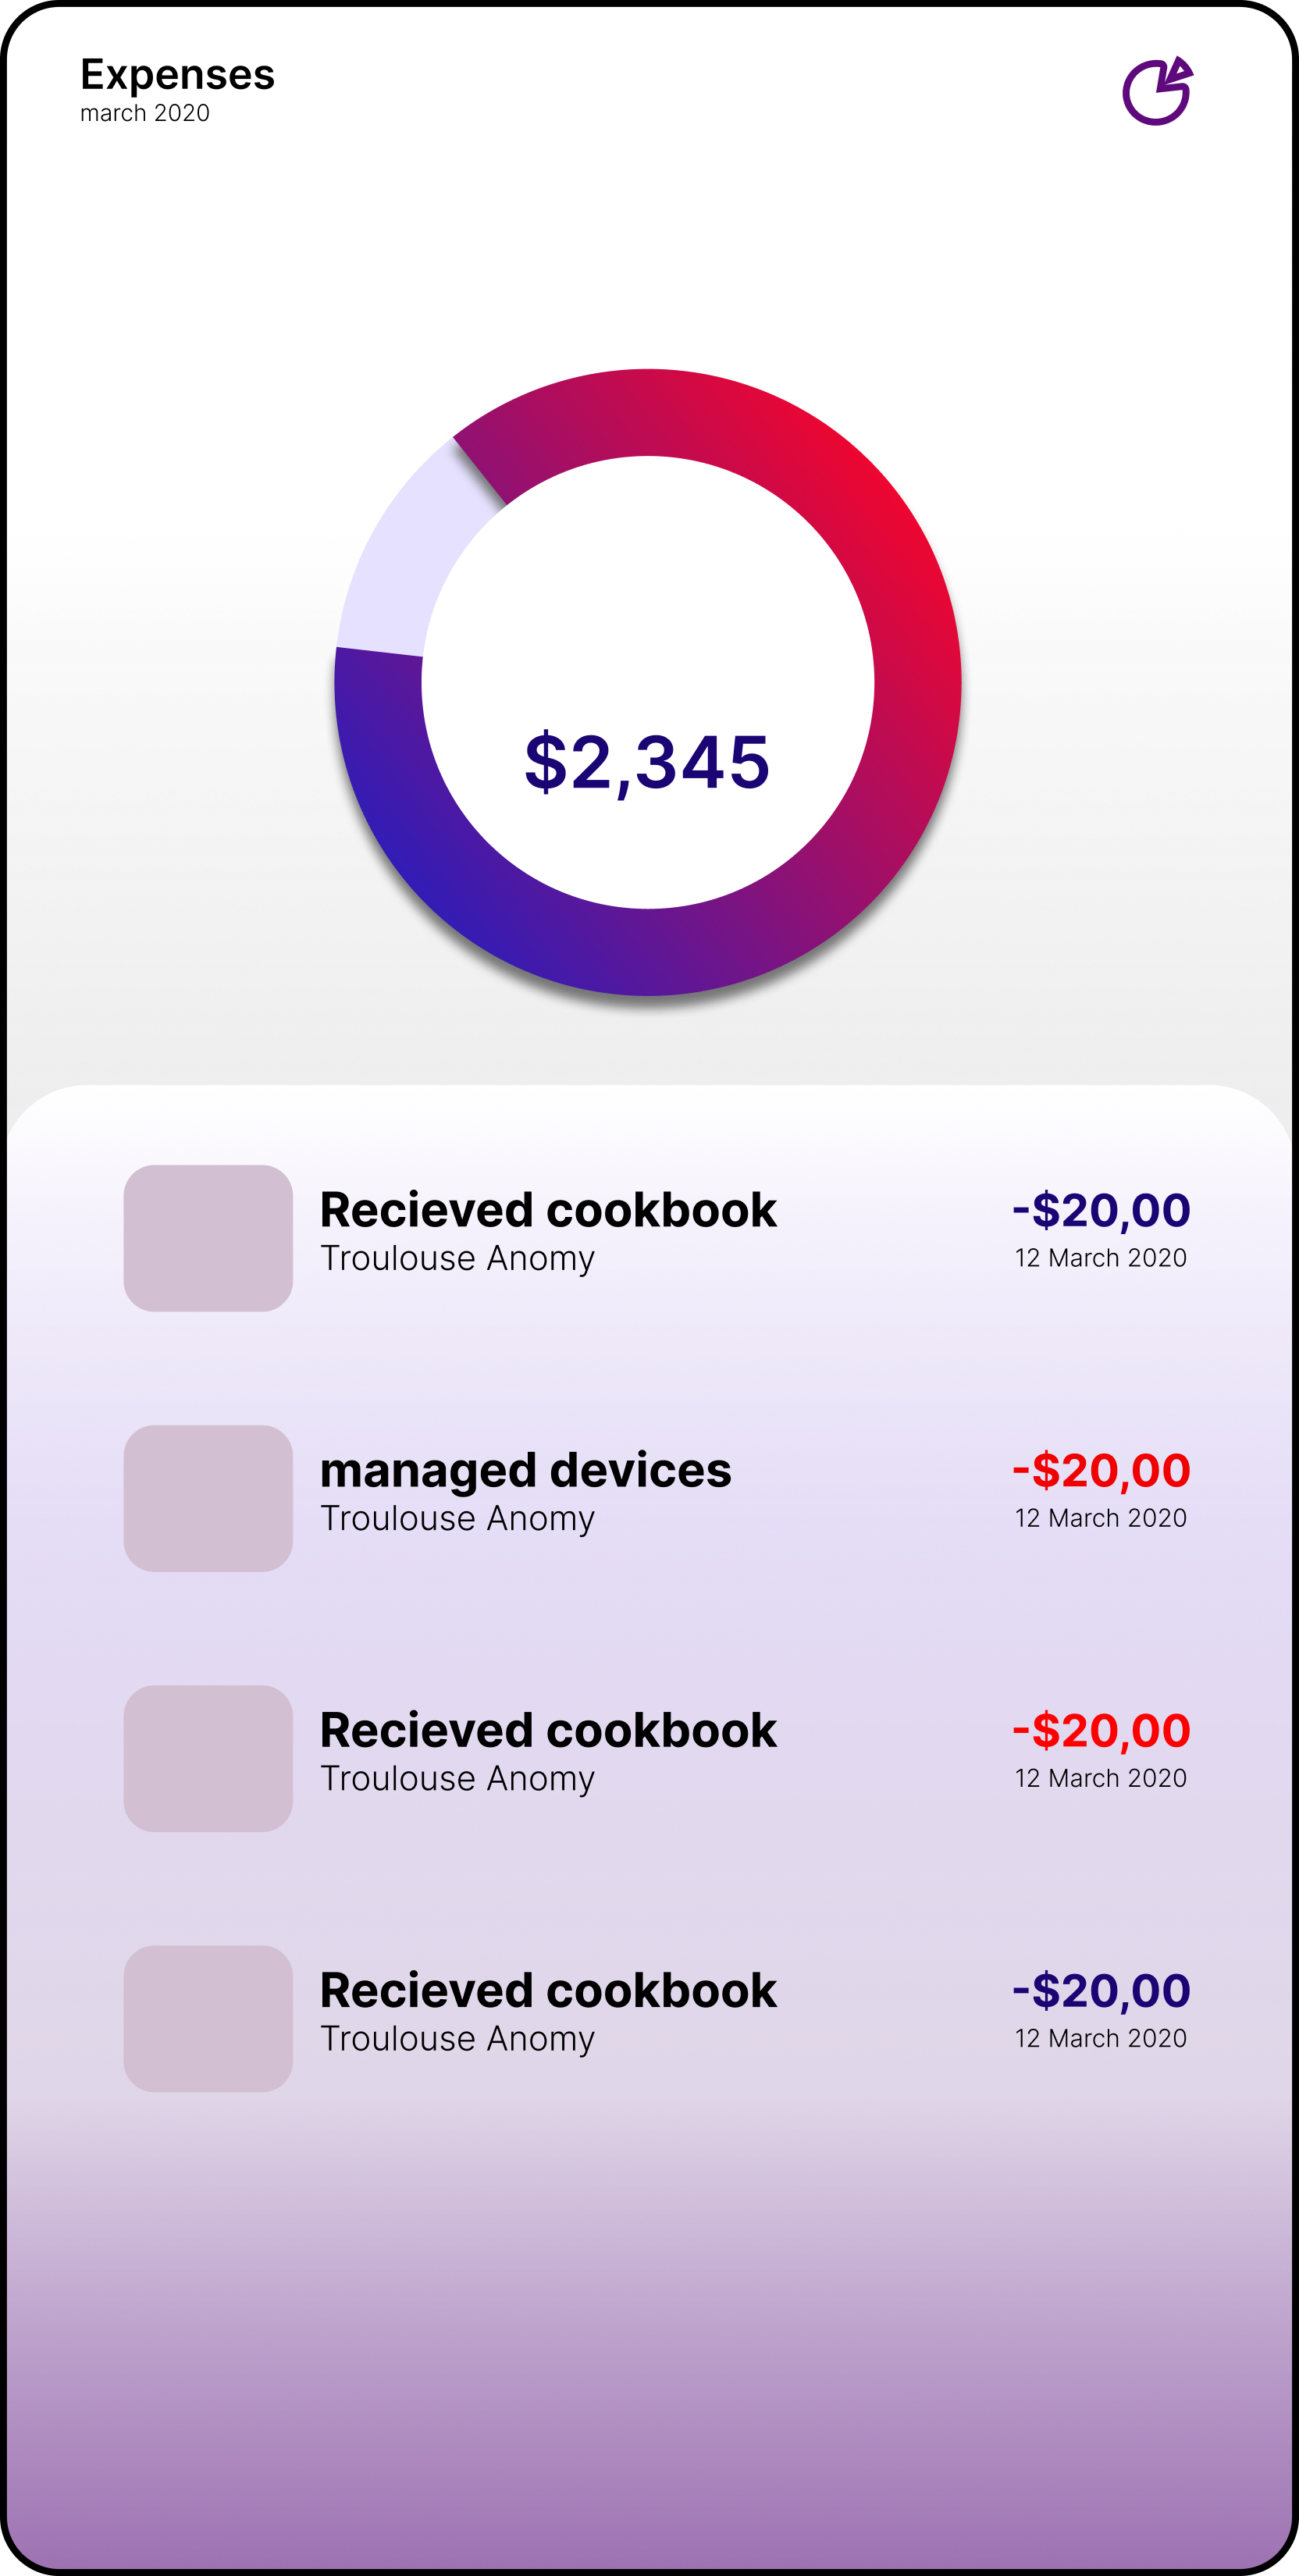 Expenses
march 2020
$2,345
Recieved cookbook
Troulouse Anomy
-$20,00
12 March 2020
managed devices
Troulouse Anomy
-$20,00
12 March 2020
Recieved cookbook
Troulouse Anomy
-$20,00
12 March 2020
Recieved cookbook
Troulouse Anomy
-$20,00
12 March 2020